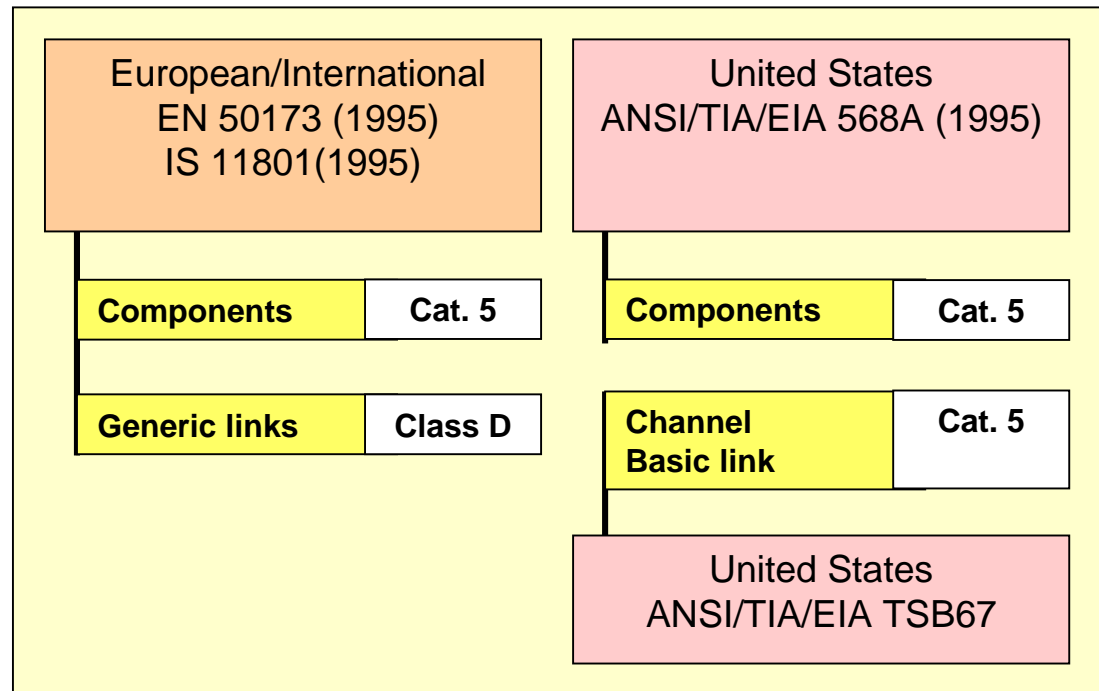 European/International
EN 50173 (1995)
IS 11801(1995)
Components
Cat. 5
Generic links
Class D
United States
ANSI/TIA/EIA 568A (1995)
Components
Cat. 5
Channel
Basic link
Cat. 5
United States
ANSI/TIA/EIA TSB67